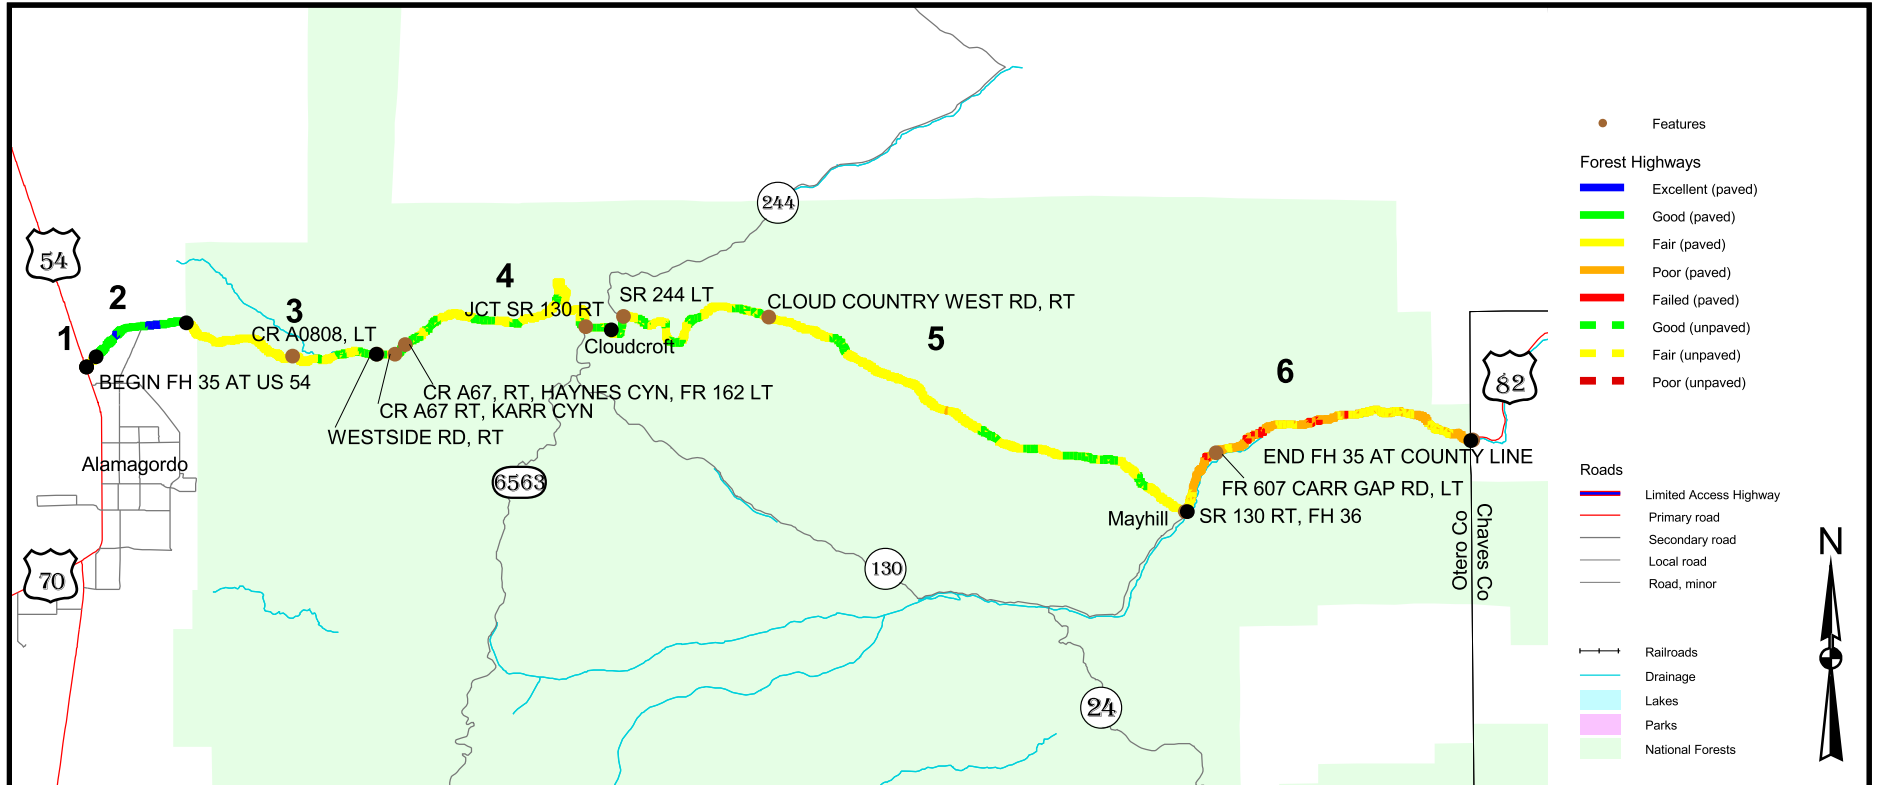 244
54
2
1
3
4
5
6
SR 244 LT
JCT SR 130 RT
CLOUD COUNTRY WEST RD, RT
CR A0808, LT
Cloudcroft
BEGIN FH 35 AT US 54
CR A67, RT, HAYNES CYN, FR 162 LT
CR A67 RT, KARR CYN
WESTSIDE RD, RT
Alamagordo
6563
82
END FH 35 AT COUNTY LINE
FR 607 CARR GAP RD, LT
Mayhill
SR 130 RT, FH 36
Otero Co
Chaves Co
70
130
24
Features
Forest Highways
Excellent (paved)
Good (paved)
Fair (paved)
Poor (paved)
Failed (paved)
Good (unpaved)
Fair (unpaved)
Poor (unpaved)
Roads
Limited Access Highway
Primary road
Secondary road
Local road
Road, minor
Railroads
Drainage
Lakes
Parks
National Forests
N